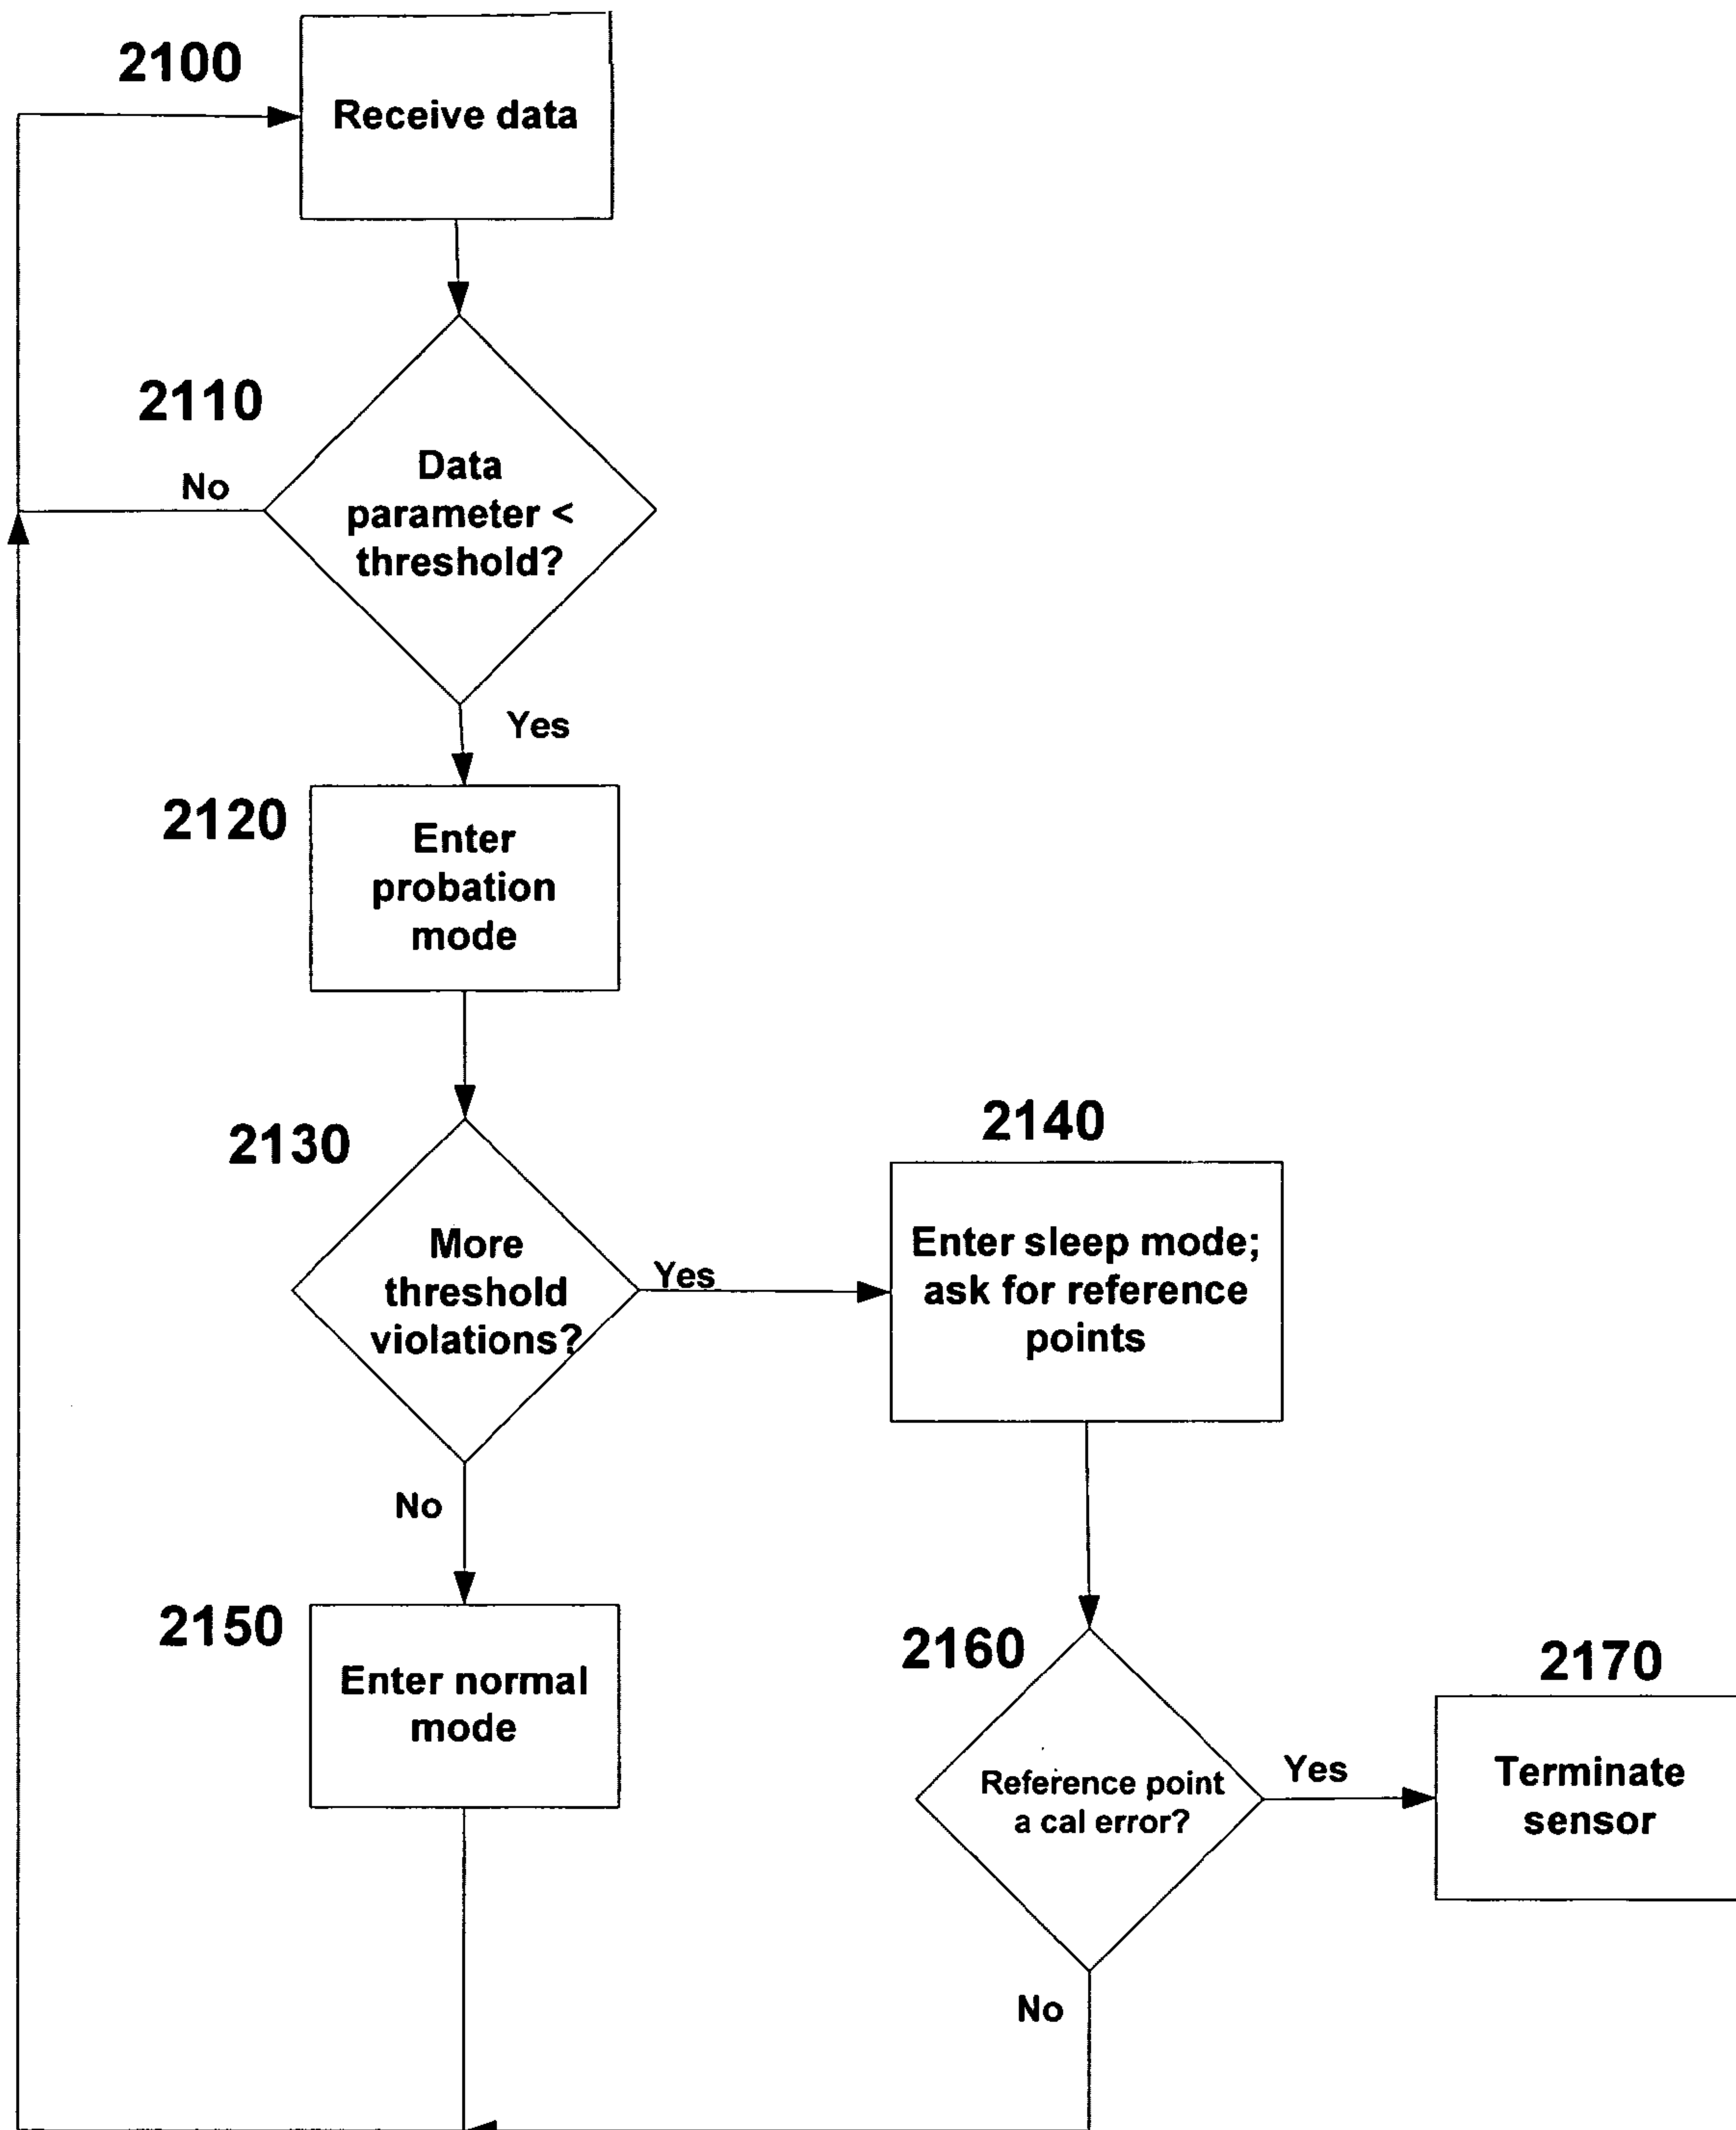 2100
Receive data
2110
Data
parameter <
threshold?
No
Yes
2120
Enter
probation
mode
2130
More
threshold
violations?
Yes
2140
Enter sleep mode;
ask for reference
points
No
2150
Enter normal
mode
2160
Reference point
a cal error?
Yes
2170
Terminate
sensor
No